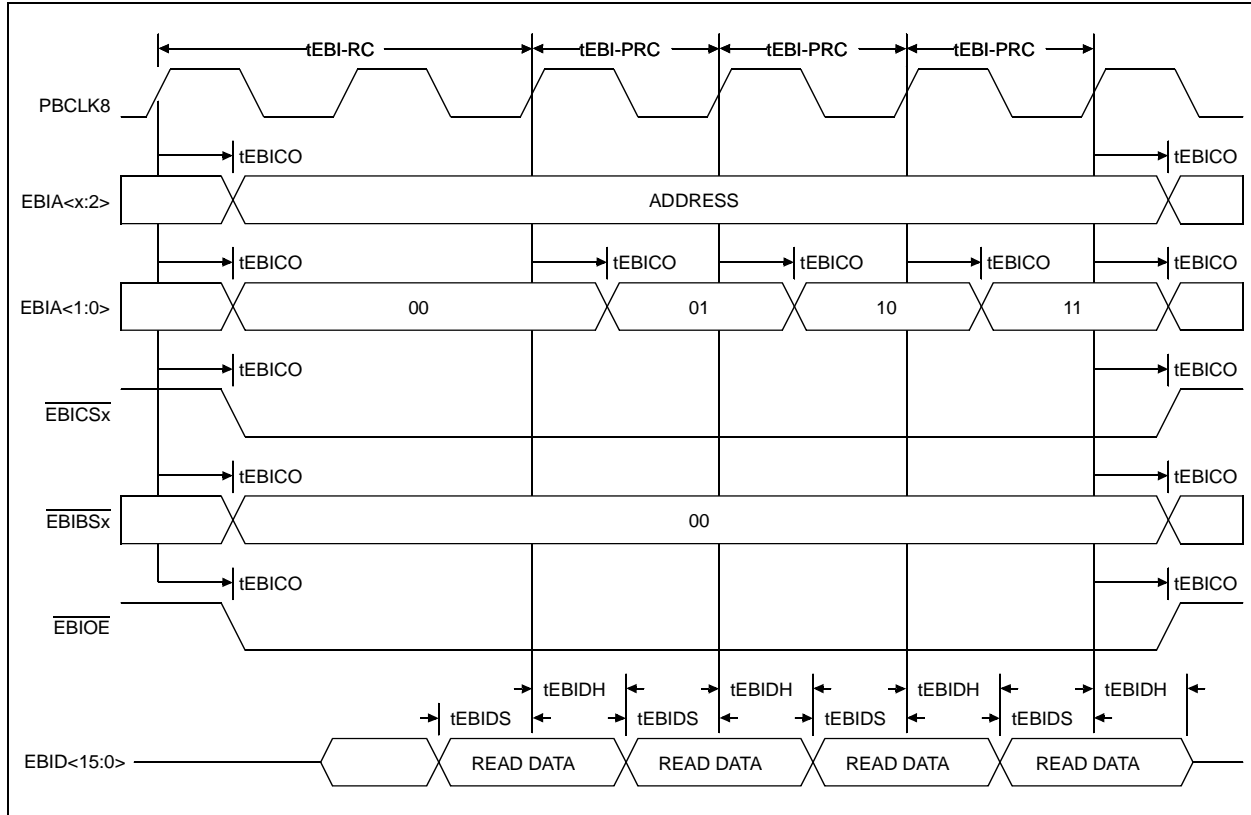 tEBI-RC tEBI-PRC tEBI-PRC tEBI-PRC
PBCLK8
tEBICO tEBICO
EBIA<x:2> ADDRESS
tEBICO tEBICO tEBICO tEBICO tEBICO
EBIA<1:0> 00 01 10 11
tEBICO tEBICO
EBICSx
tEBICO tEBICO
EBIBSx 00
tEBICO tEBICO
EBIOE
tEBIDH tEBIDH tEBIDH tEBIDH
tEBIDS tEBIDS tEBIDS tEBIDS
EBID<15:0> READ DATA READ DATA READ DATA READ DATA